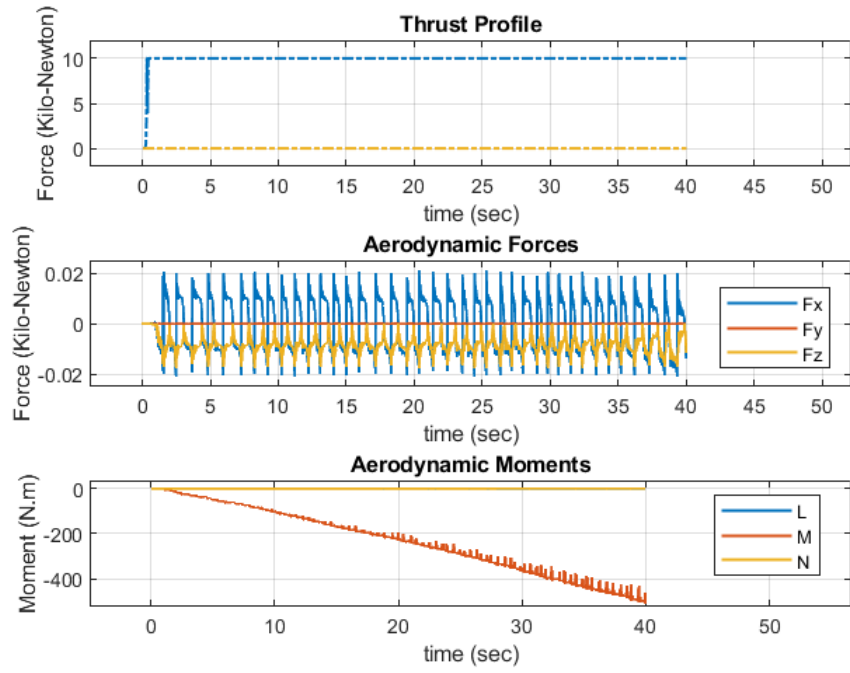 Thrust Profile
Force (Kilo-Newton)
10
5
0
0 5 10 15 20 25 30 35 40 45 50
time (sec)
Aerodynamic Forces
Force (Kilo-Newton)
0.02
0
-0.02
Fx
Fy
Fz
0 5 10 15 20 25 30 35 40 45 50
time (sec)
Aerodynamic Moments
Moment (N.m)
0
-200
-400
L
M
N
0 10 20 30 40 50
time (sec)